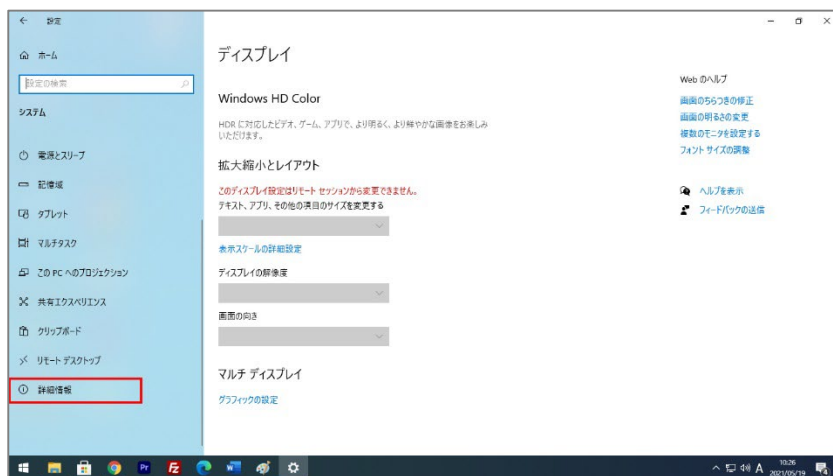 設定
ホーム
設定の検索
システム
電源とスリープ
記憶域
タブレット
マルチタスク
この PC へのプロジェクション
共有エクスペリエンス
クリップボード
リモート デスクトップ
詳細情報
ディスプレイ
Windows HD Color
HDR に対応したビデオ、ゲーム、アプリで、より明るく、より鮮やかな画像をお楽しみ
いただけます。
拡大縮小とレイアウト
このディスプレイ設定はリモート セッションから変更できません。
テキスト、アプリ、その他の項目のサイズを変更する
表示スケールの詳細設定
ディスプレイの解像度
画面の向き
マルチ ディスプレイ
グラフィックの設定
Web のヘルプ
画面のちらつきの修正
画面の明るさの変更
複数のモニタを設定する
フォント サイズの調整
ヘルプを表示
フィードバックの送信
Pr
A
10:26
2021/05/19